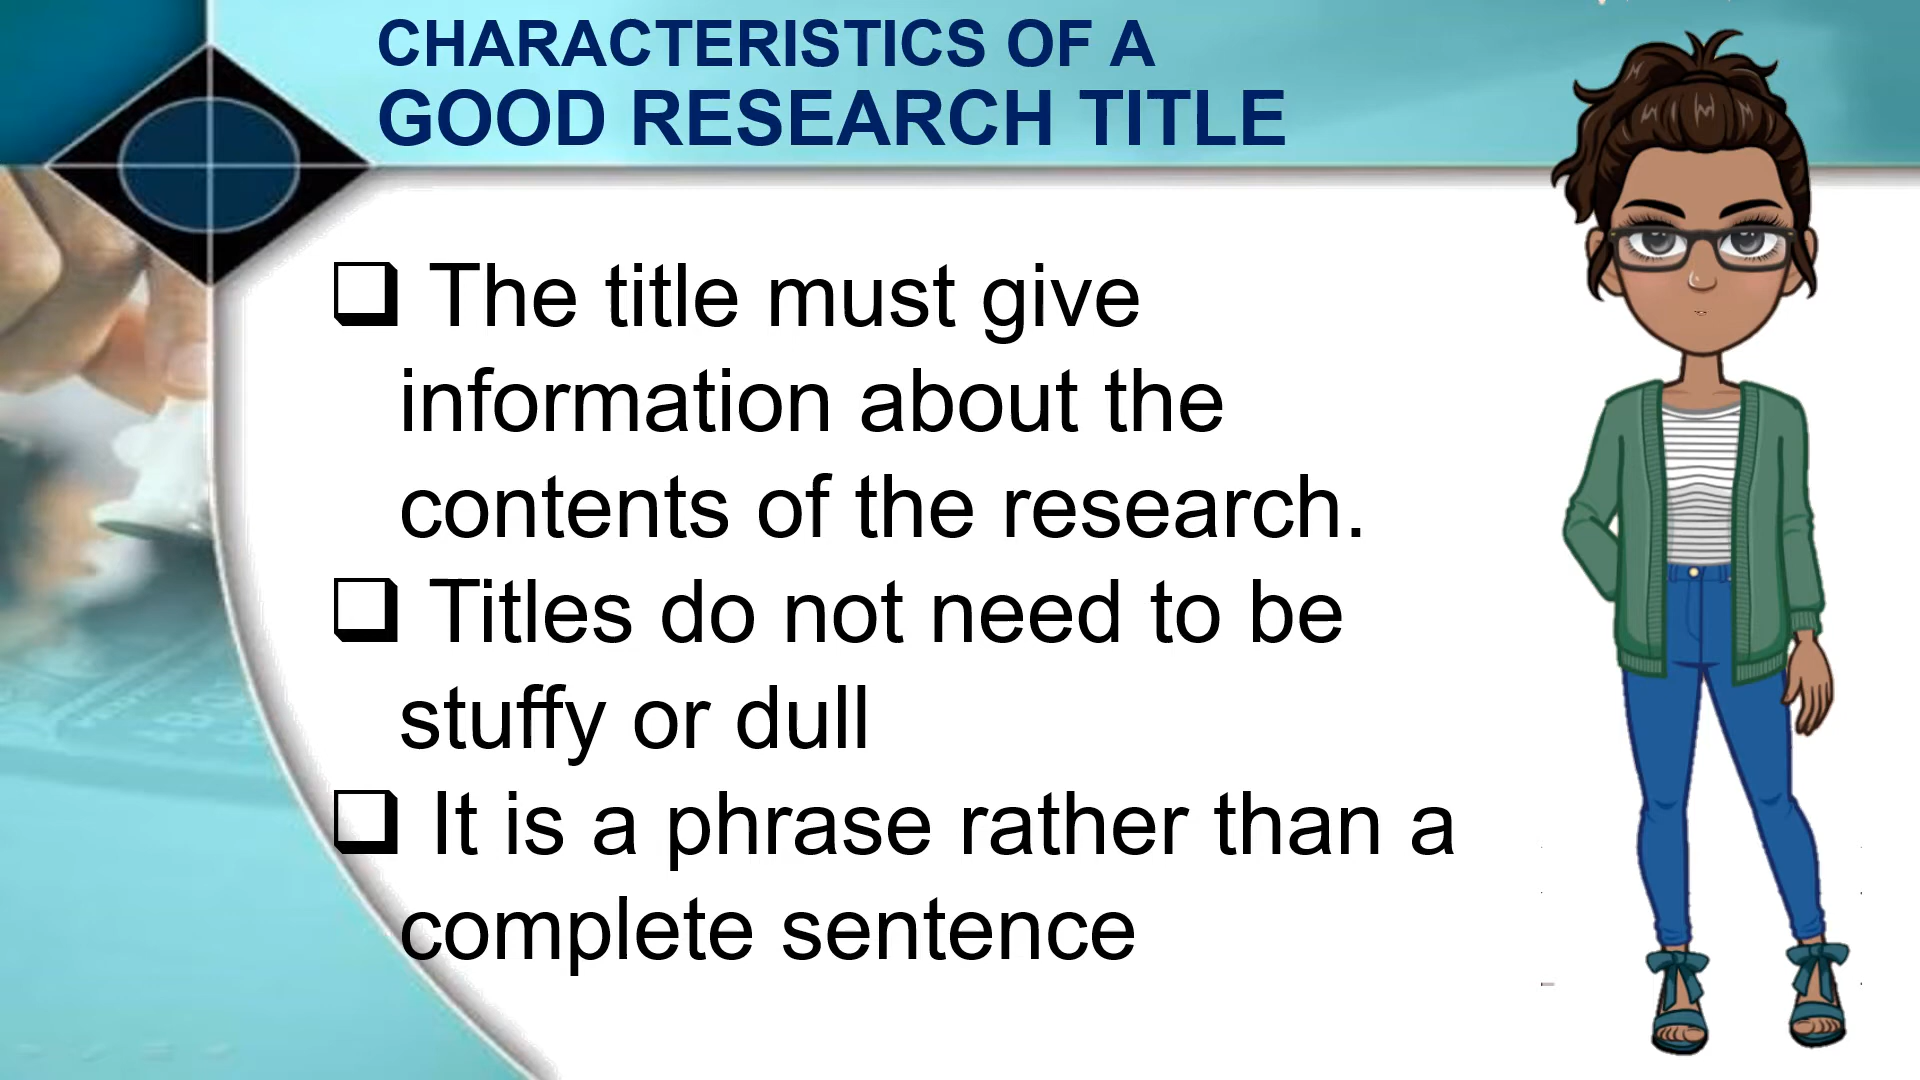 CHARACTERISTICS OF A
GOOD RESEARCH TITLE
❑ The title must give
information about the
contents of the research.
❑ Titles do not need to be
stuffy or dull
❑ It is a phrase rather than a
complete sentence